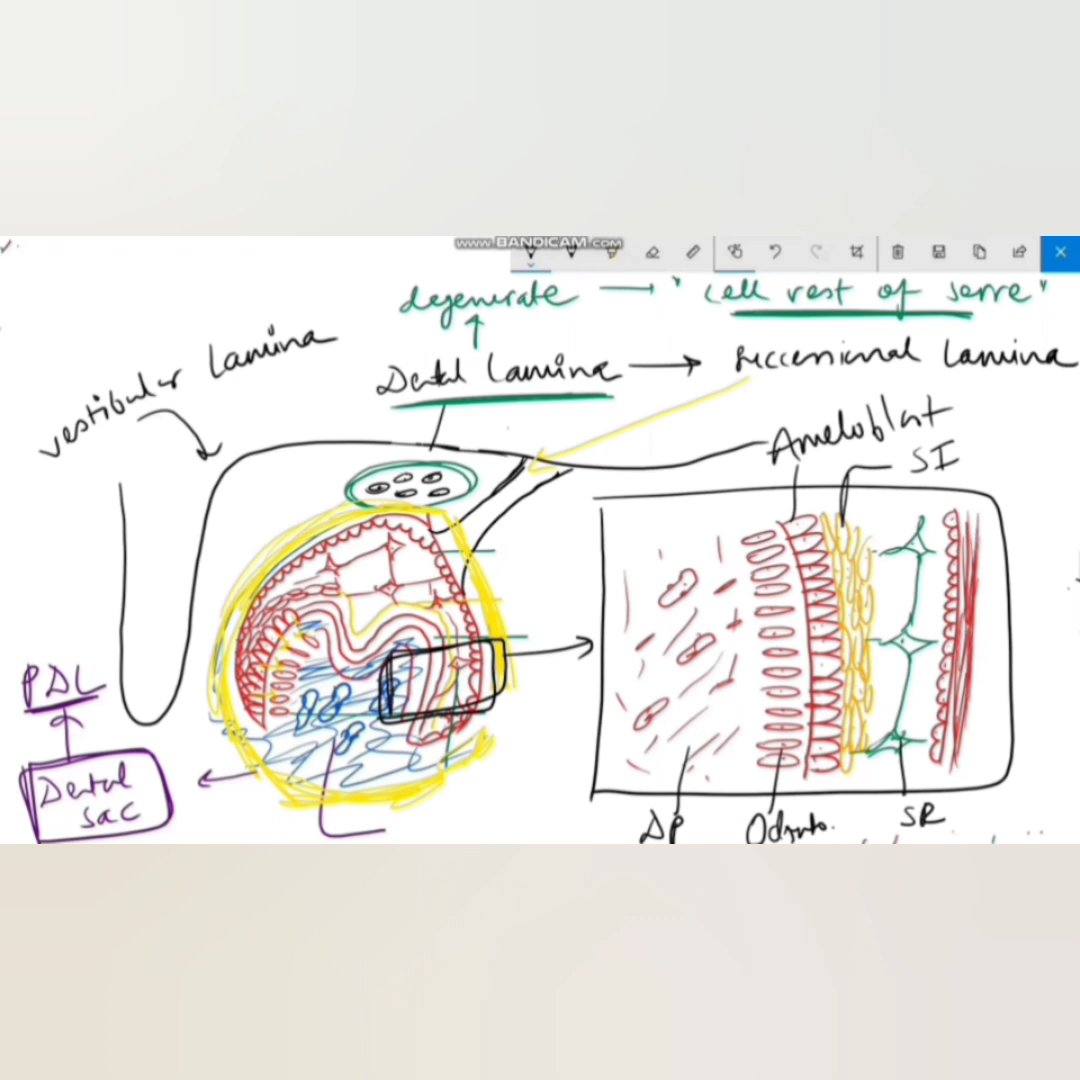 WWW.BANDICAM.COM
degenerate → "cell rest of serre"
Dental Lamina → successional Lamina
vestibular Lamina
Ameloblast
SI
PDL
Dental
sac
DP
Odonto.
SR